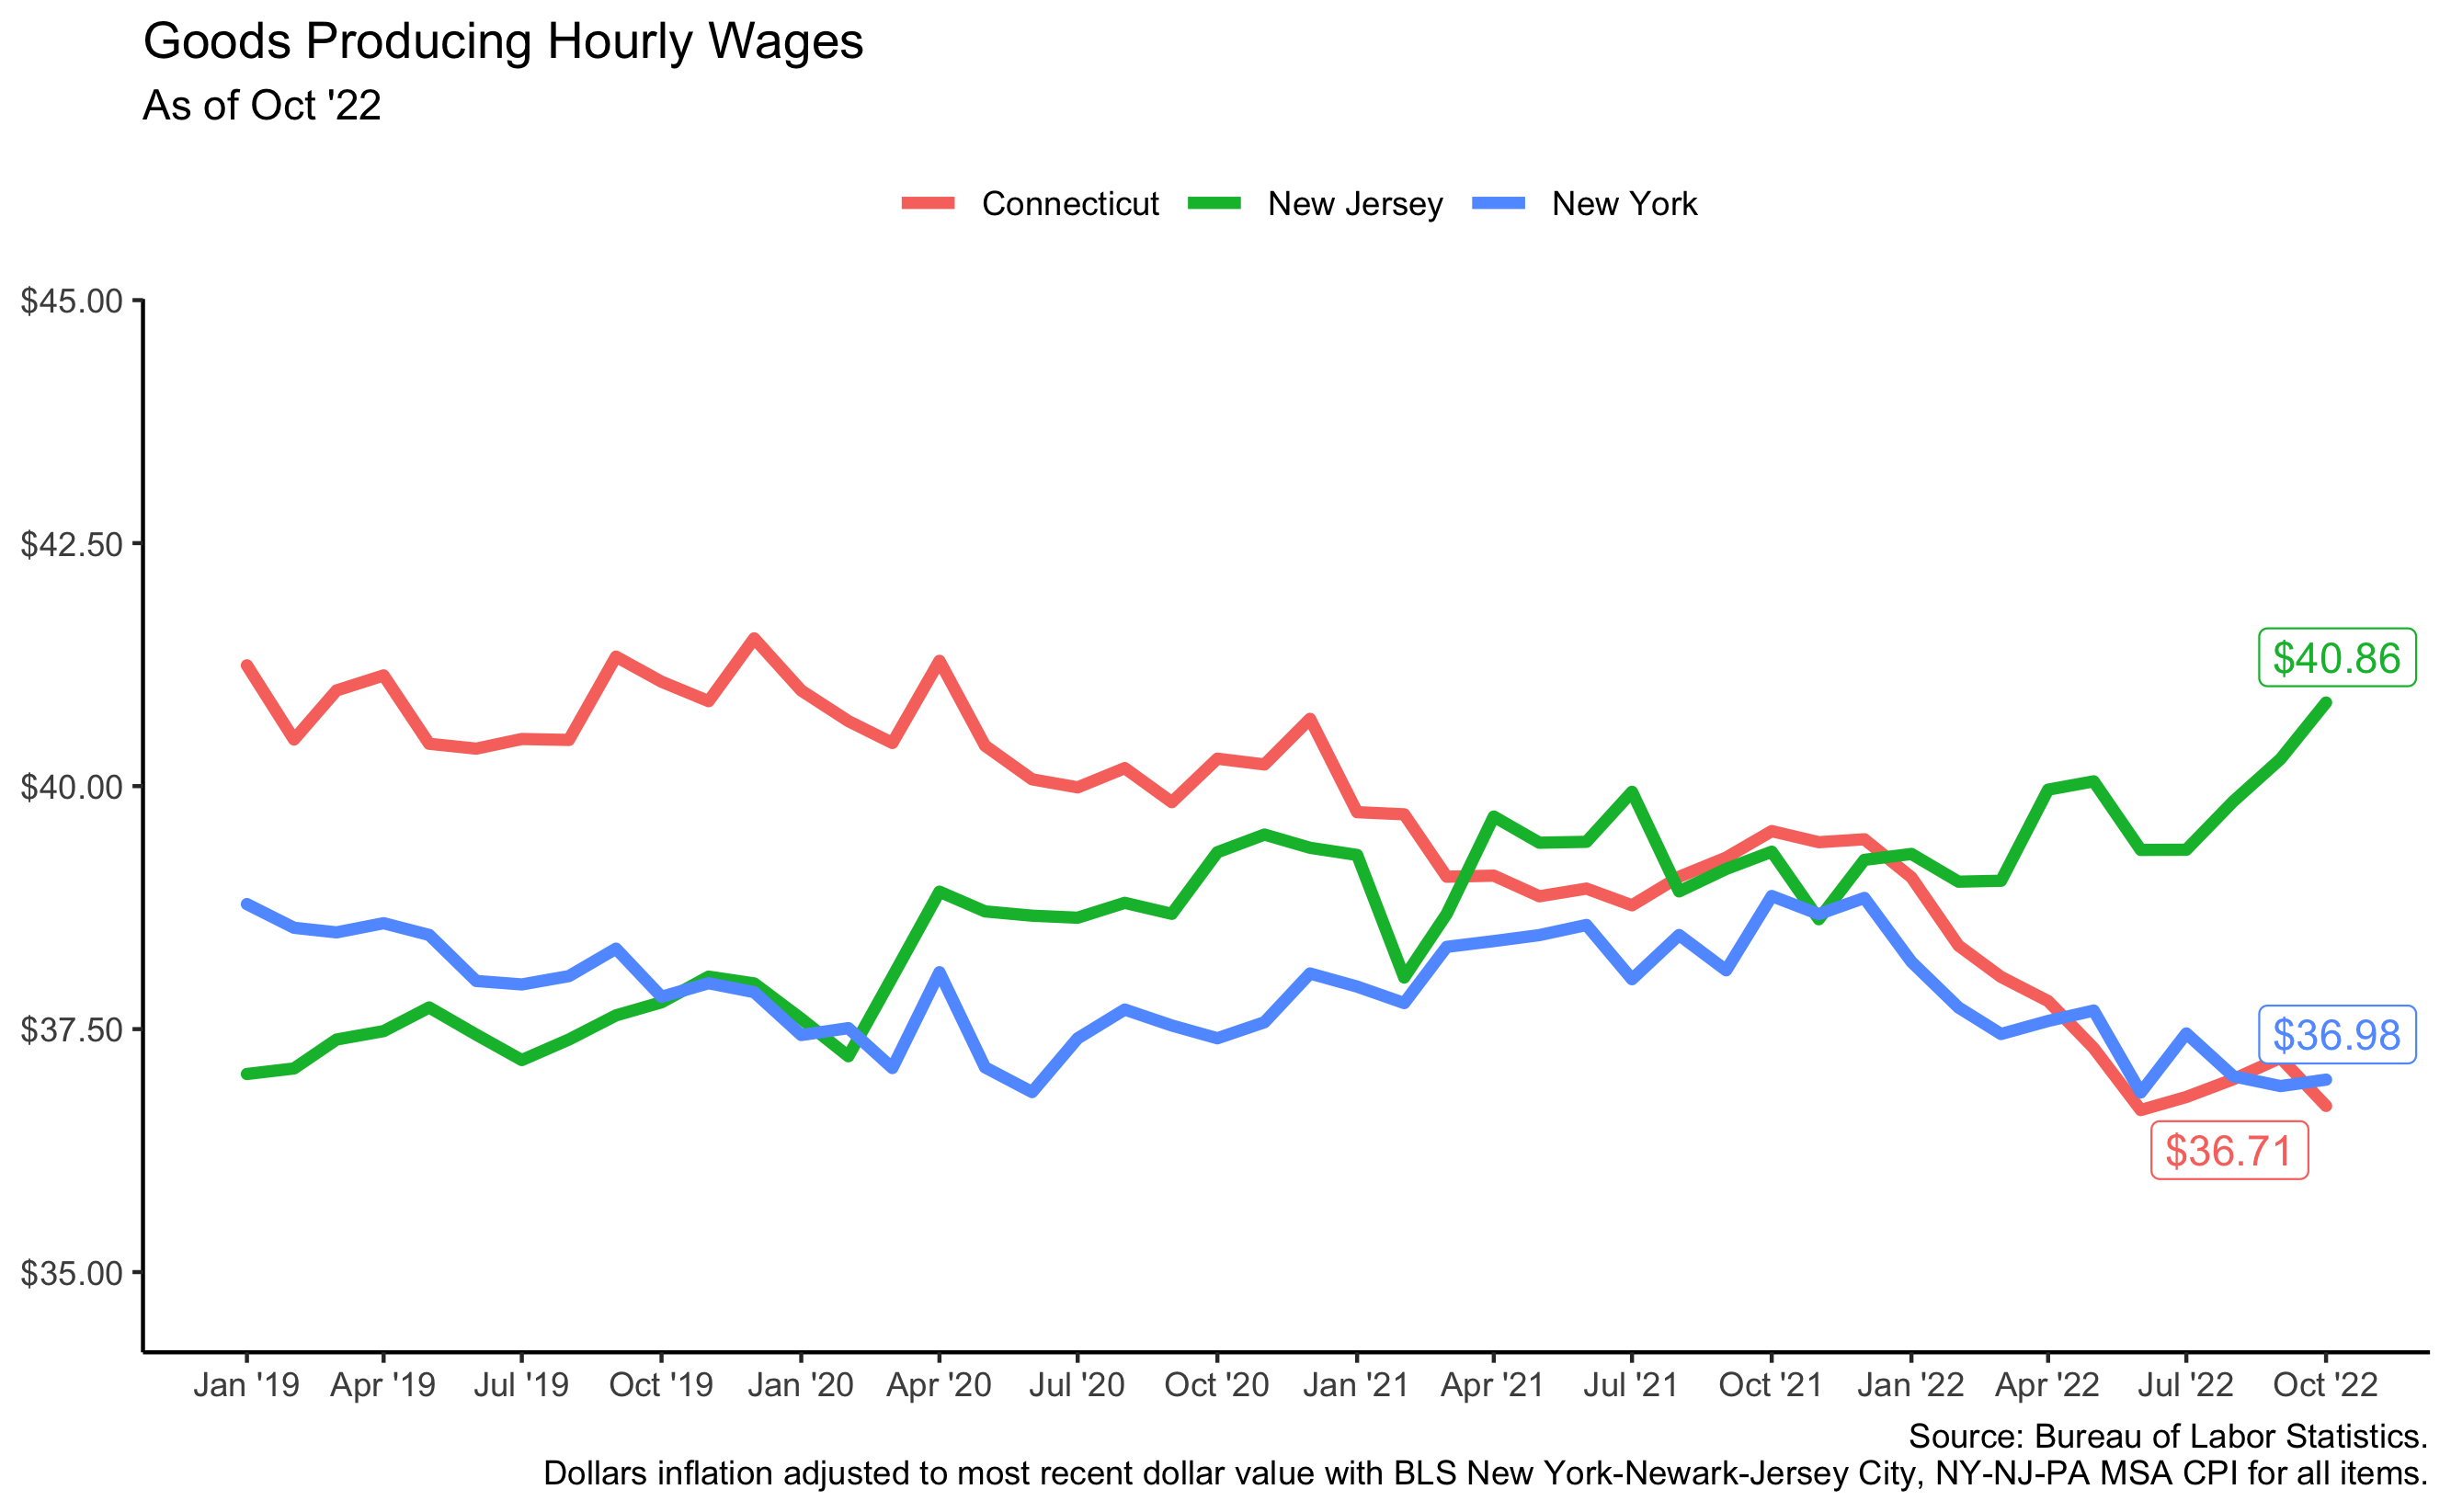 Goods Producing Hourly Wages
As of Oct '22
Connecticut New Jersey New York
$45.00
$42.50
$40.86
$40.00
$37.50
$36.98
$36.71
$35.00
Jan '19 Apr '19 Jul '19 Oct '19 Jan '20 Apr '20 Jul '20 Oct '20 Jan '21 Apr '21 Jul '21 Oct '21 Jan '22 Apr '22 Jul '22 Oct '22
Source: Bureau of Labor Statistics.
Dollars inflation adjusted to most recent dollar value with BLS New York-Newark-Jersey City, NY-NJ-PA MSA CPI for all items.